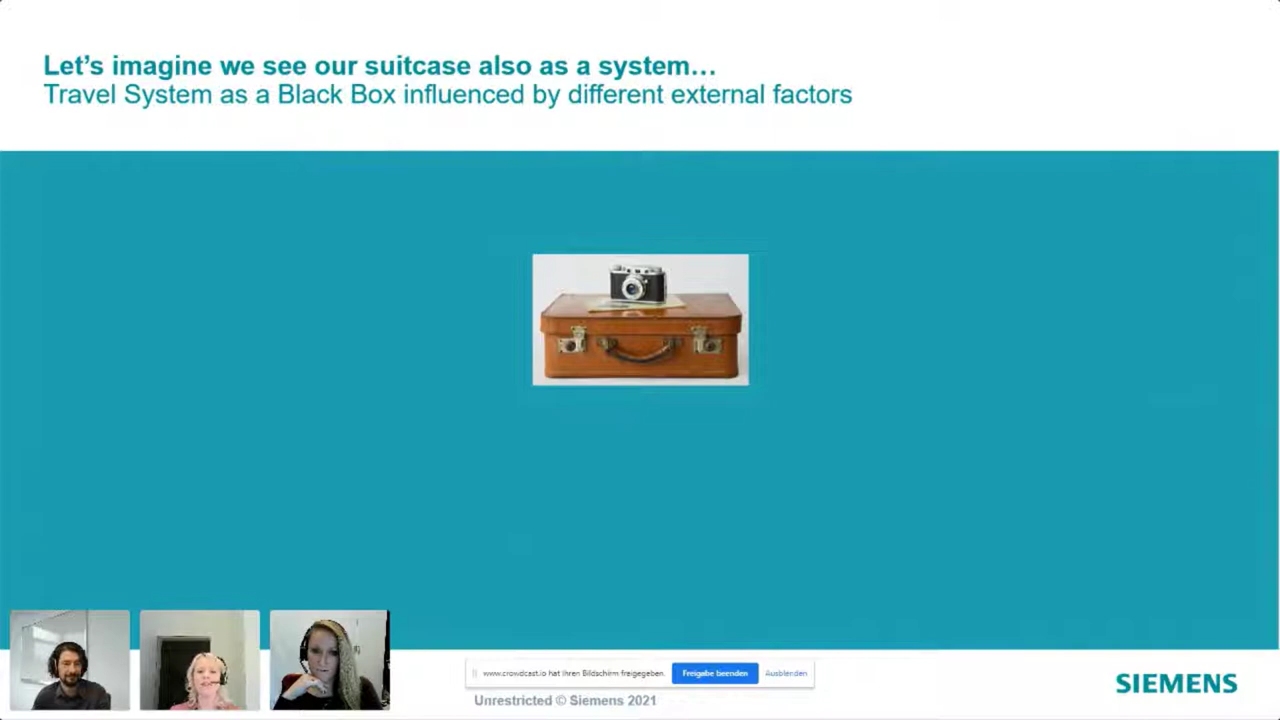 Let's imagine we see our suitcase also as a system…
Travel System as a Black Box influenced by different external factors
www.crowdcast.io hat Ihren Bildschirm freigegeben. Freigabe beenden Ausblenden
Unrestricted © Siemens 2021
SIEMENS